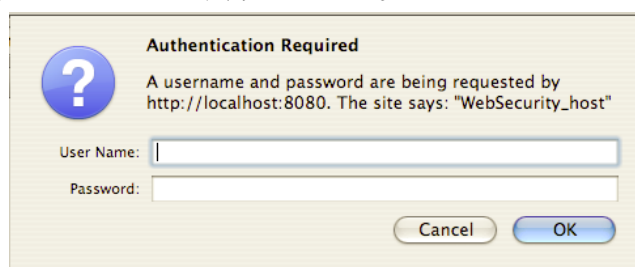 Authentication Required
A username and password are being requested by
http://localhost:8080. The site says: "WebSecurity_host"
User Name:
Password:
Cancel OK